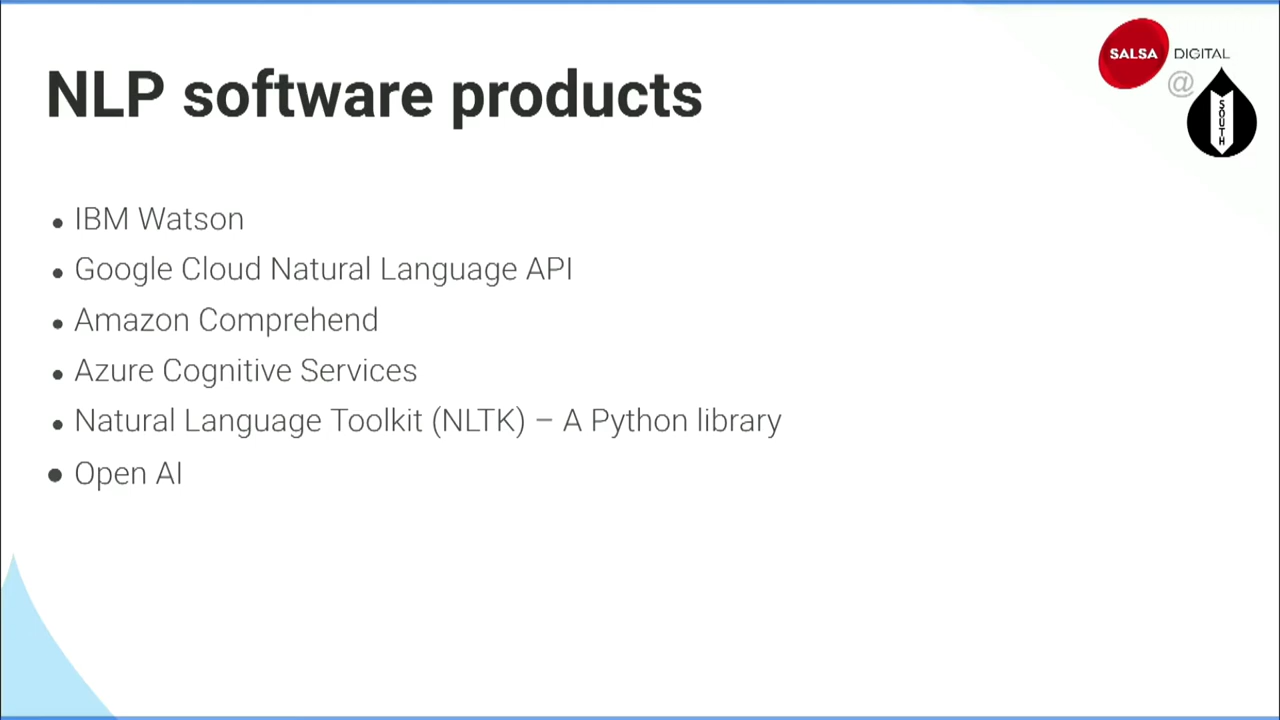 NLP software products
SALSA DIGITAL
@
SOUTH
• IBM Watson
• Google Cloud Natural Language API
• Amazon Comprehend
• Azure Cognitive Services
• Natural Language Toolkit (NLTK) – A Python library
• Open AI